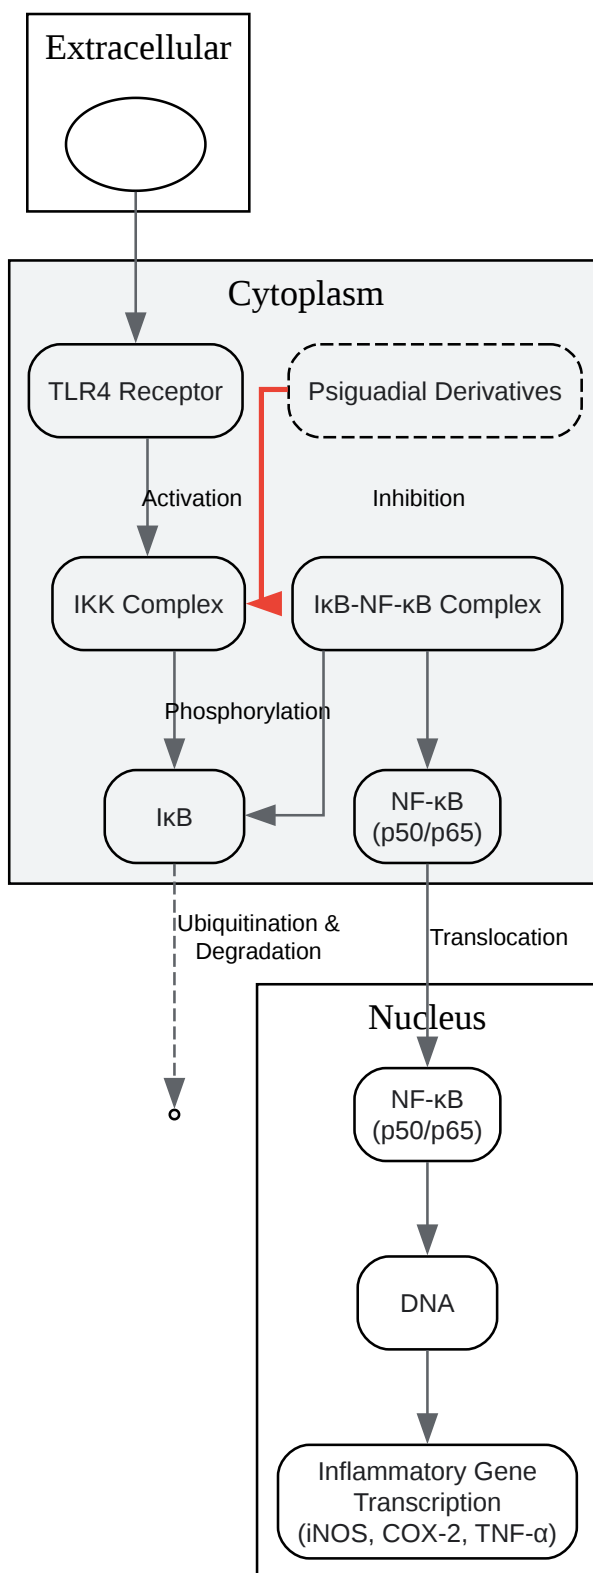 Extracellular
Cytoplasm
TLR4 Receptor
Psiguadial Derivatives
Activation
Inhibition
IKK Complex
IκB-NF-κB Complex
Phosphorylation
IκB
NF-κB
(p50/p65)
Ubiquitination &
Degradation
Translocation
Nucleus
NF-κB
(p50/p65)
DNA
Inflammatory Gene
Transcription
(iNOS, COX-2, TNF-α)